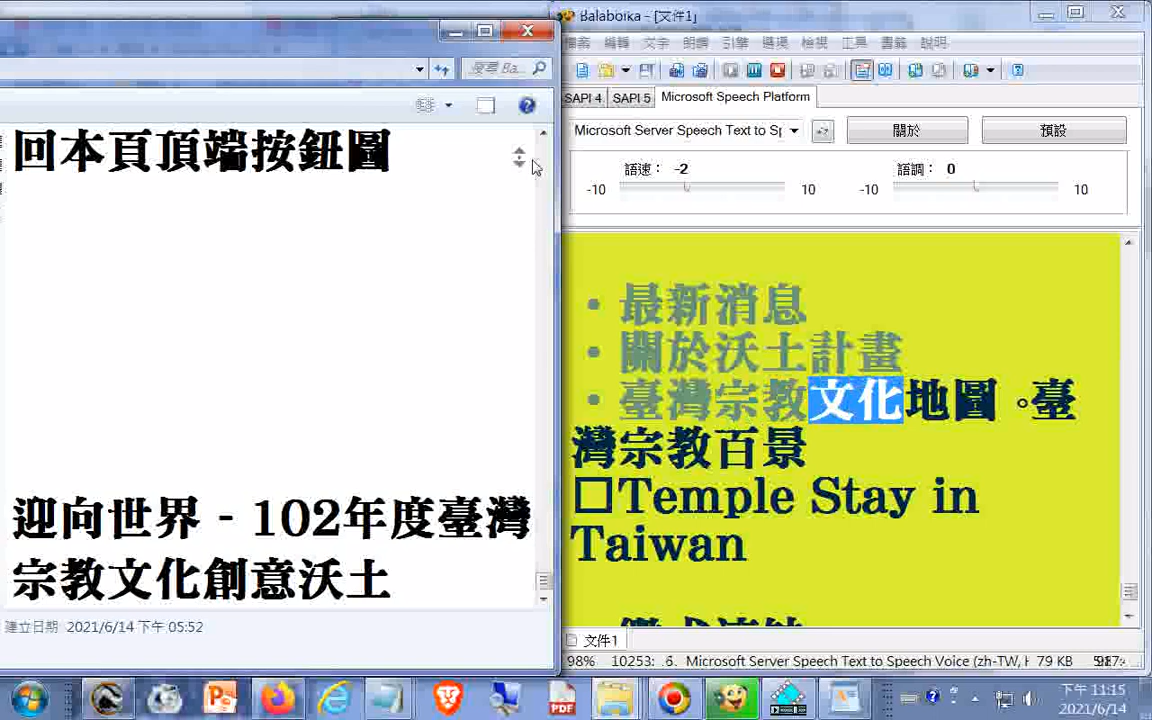 Balabolka - [文件1]
檔案 編輯 文字 朗讀 引擎 選項 檢視 工具 書籤 說明
搜尋 Ba...
SAPI 4 SAPI 5 Microsoft Speech Platform
Microsoft Server Speech Text to Sp
關於
預設
語速： -2
-10
10
語調： 0
-10
10
回本頁頂端按鈕圖
迎向世界 - 102年度臺灣
宗教文化創意沃土
建立日期 2021/6/14 下午 05:52
• 最新消息
• 關於沃土計畫
• 臺灣宗教文化地圖 。臺
灣宗教百景
□Temple Stay in
Taiwan
文件1
98% 10253: .6. Microsoft Server Speech Text to Speech Voice (zh-TW, H 79 KB
PDF
下午 11:15
2021/6/14